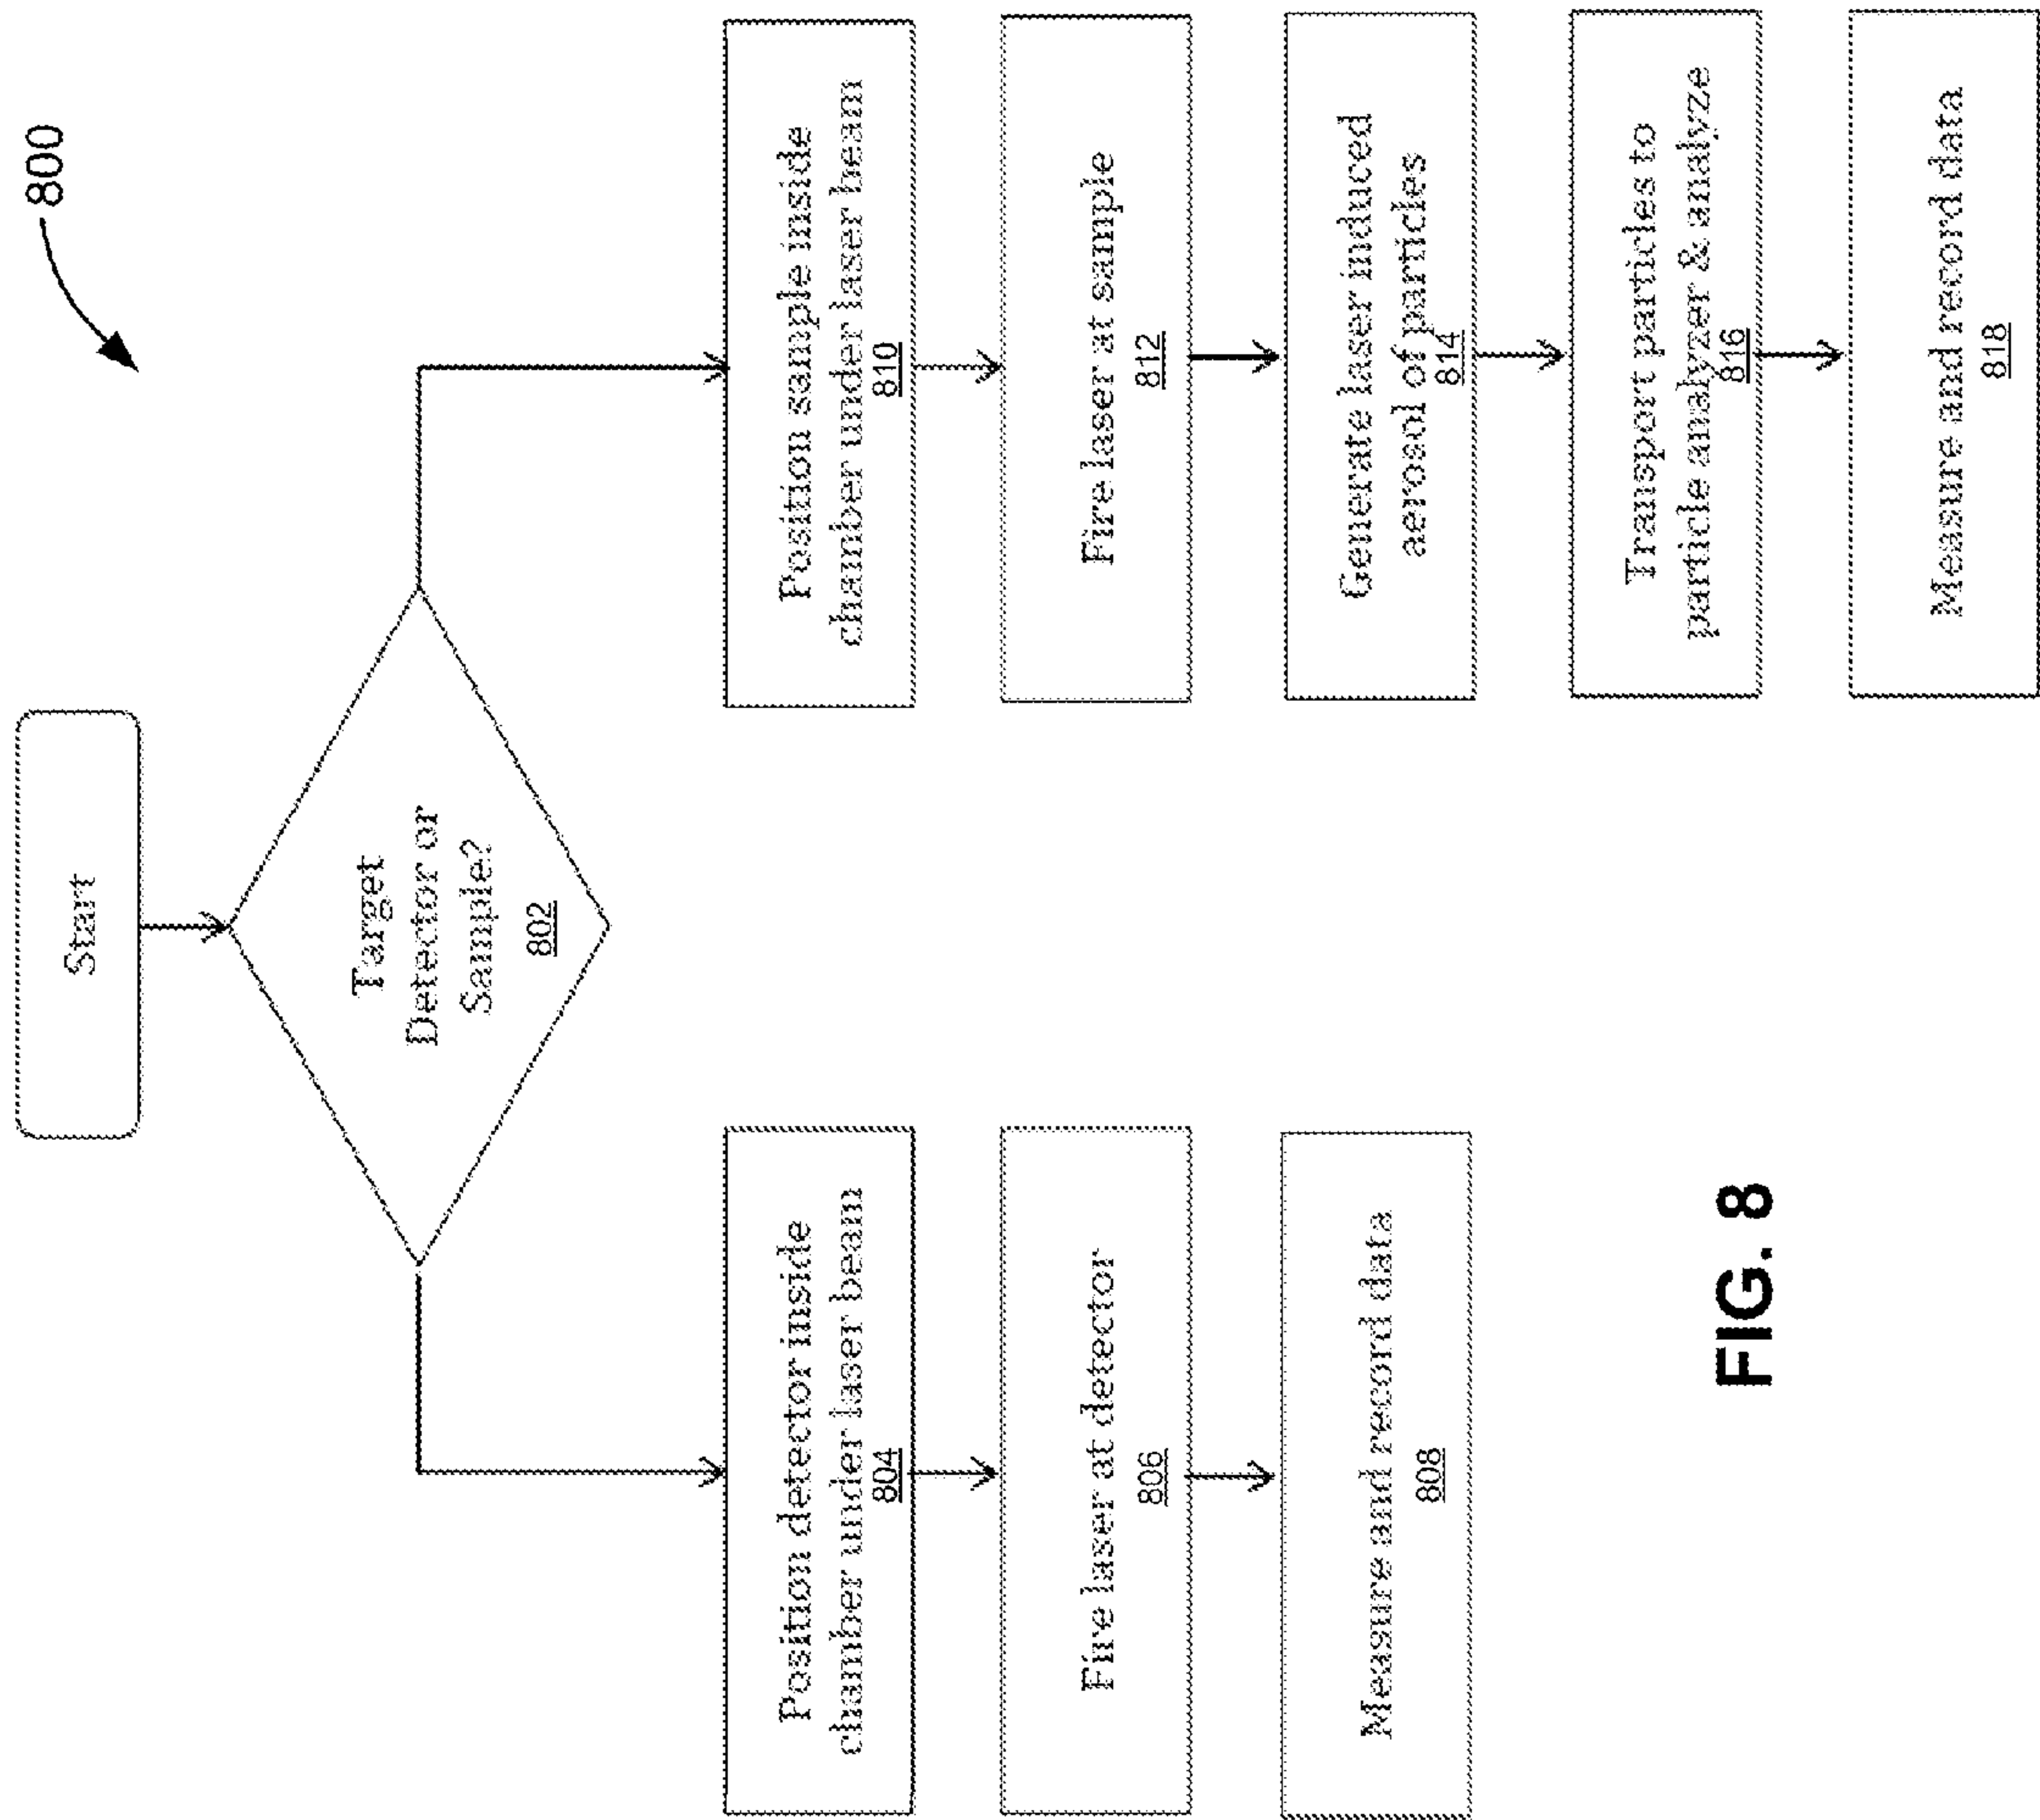 800
Start
Target
Detector or
Sample?
802
Position detector inside
chamber under laser beam
804
Fire laser at detector
806
Measure and record data
808
Position sample inside
chamber under laser beam
810
Fire laser at sample
812
Generate laser induced
aerosol of particles
814
Transport particles to
particle analyzer & analyze
816
Measure and record data
818
FIG. 8